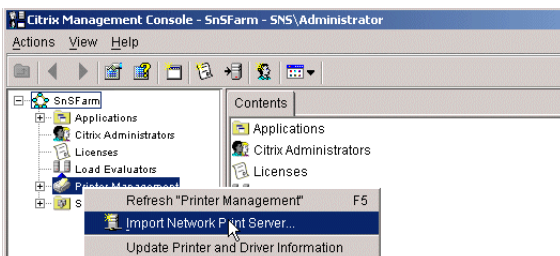 Citrix Management Console - SnSFarm - SNS\Administrator
Actions View Help
SnSFarm
Applications
Citrix Administrators
Licenses
Load Evaluators
Printer Management
S
Contents
Applications
Citrix Administrators
Licenses
Refresh "Printer Management" F5
Import Network Print Server...
Update Printer and Driver Information